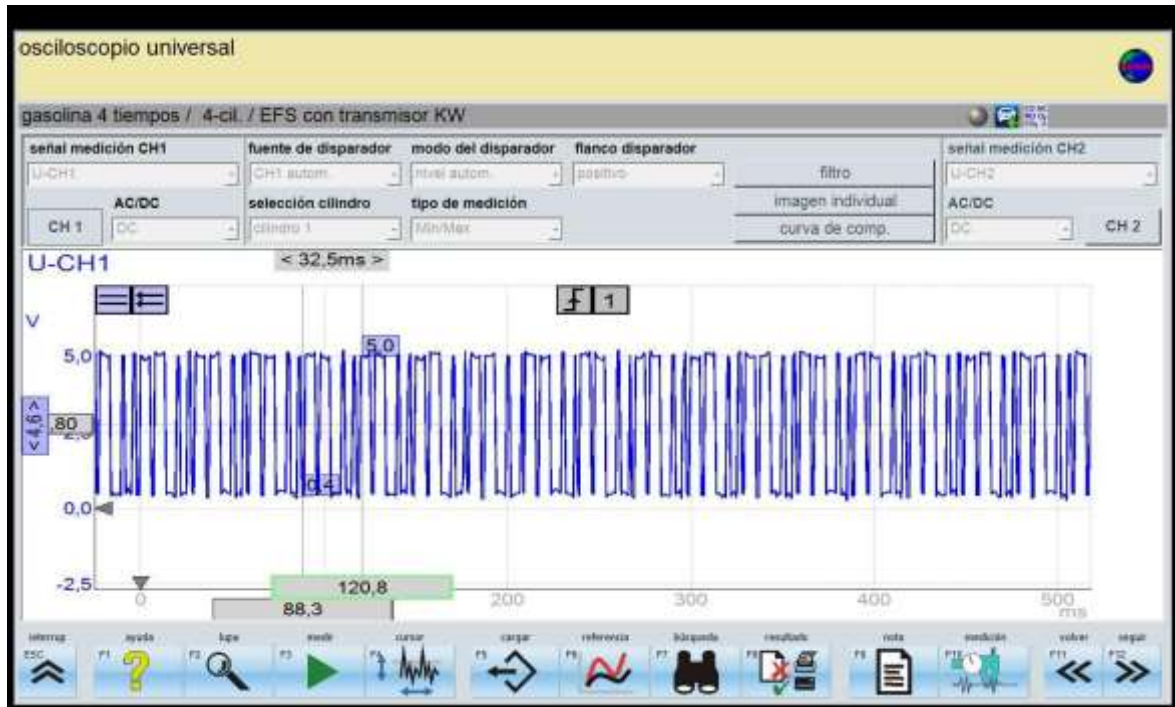 osciloscopio universal
gasolina 4 tiempos / 4-cil. / EFS con transmisor KW
señal medición CH1 fuente de disparador modo del disparador flanco disparador señal medición CH2
U-CH1 CH1 autom. nivel autom. positivo filtro U-CH2
AC/DC selección cilindro tipo de medición imagen individual AC/DC
CH 1 DC cilindro 1 Min/Max curva de comp. DC CH 2
U-CH1 < 32,5ms >
1
V
5,0 5,0
< 4,6 > ,80
0,4
0,0
-2,5 120,8
0 88,3 200 300 400 500
ms
interrup. ayuda lupa medir cursor cargar referencia búsqueda resultado nota medición volver seguir
ESC F1 F2 F3 F4 F5 F6 F7 F8 F9 F10 F11 F12